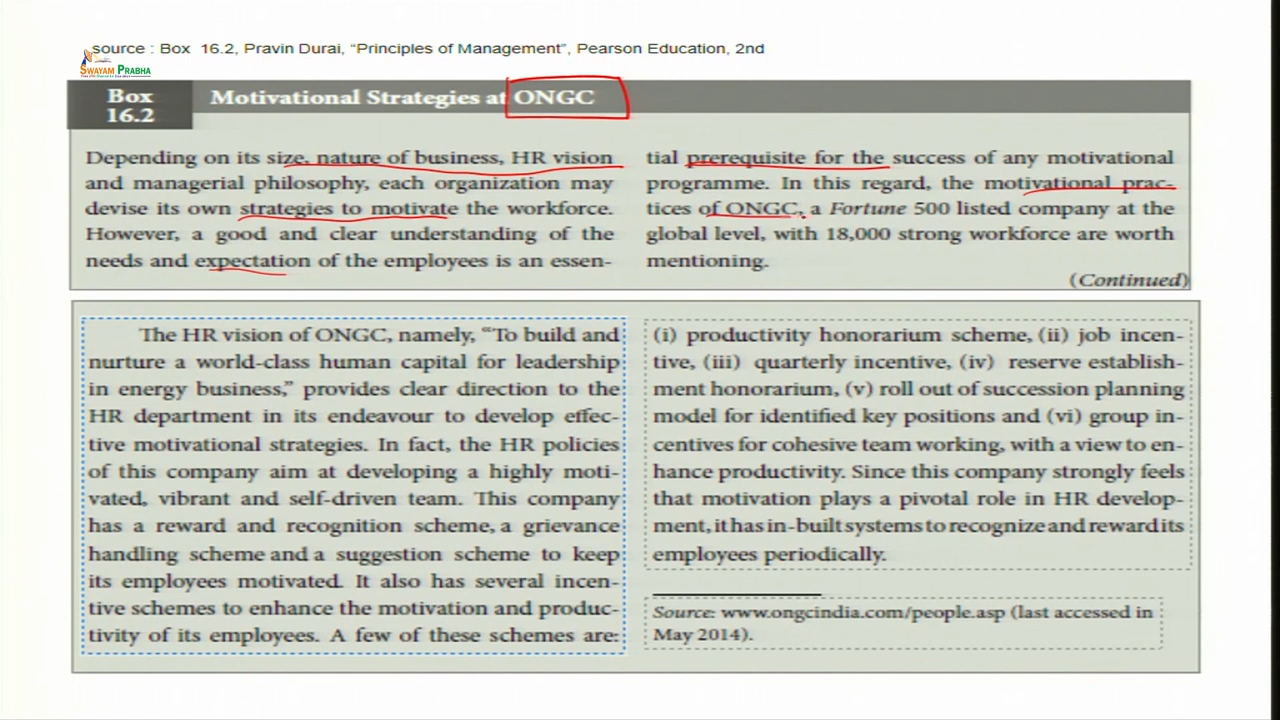 source : Box 16.2, Pravin Durai, “Principles of Management”, Pearson Education, 2nd
SWAYAM PRABHA
Box
16.2
Motivational Strategies at ONGC
Depending on its size, nature of business, HR vision
and managerial philosophy, each organization may
devise its own strategies to motivate the workforce.
However, a good and clear understanding of the
needs and expectation of the employees is an essen-
tial prerequisite for the success of any motivational
programme. In this regard, the motivational prac-
tices of ONGC, a Fortune 500 listed company at the
global level, with 18,000 strong workforce are worth
mentioning.
(Continued)
The HR vision of ONGC, namely, “To build and
nurture a world-class human capital for leadership
in energy business,” provides clear direction to the
HR department in its endeavour to develop effec-
tive motivational strategies. In fact, the HR policies
of this company aim at developing a highly moti-
vated, vibrant and self-driven team. This company
has a reward and recognition scheme, a grievance
handling scheme and a suggestion scheme to keep
its employees motivated. It also has several incen-
tive schemes to enhance the motivation and produc-
tivity of its employees. A few of these schemes are:
(i) productivity honorarium scheme, (ii) job incen-
tive, (iii) quarterly incentive, (iv) reserve establish-
ment honorarium, (v) roll out of succession planning
model for identified key positions and (vi) group in-
centives for cohesive team working, with a view to en-
hance productivity. Since this company strongly feels
that motivation plays a pivotal role in HR develop-
ment, it has in-built systems to recognize and reward its
employees periodically.
Source: www.ongcindia.com/people.asp (last accessed in
May 2014).